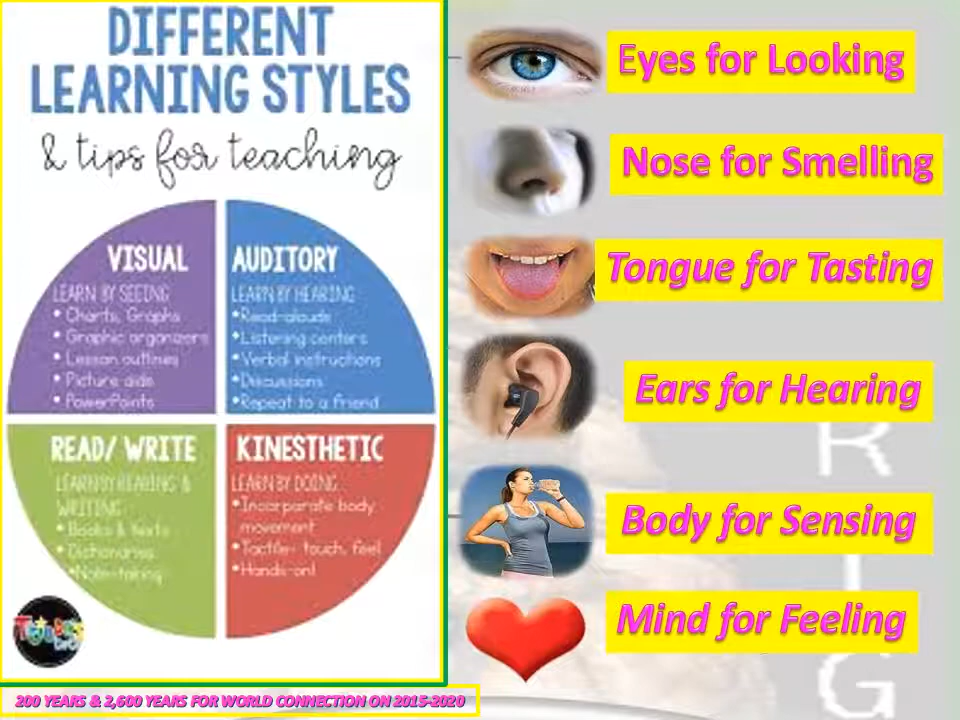 DIFFERENT
LEARNING STYLES
& tips for teaching
VISUAL
LEARN BY SEEING
• Charts, Graphs
• Graphic organizers
• Lesson outlines
• Picture aids
• PowerPoints
AUDITORY
LEARN BY HEARING
• Read-alouds
• Listening centers
• Verbal instructions
• Discussions
• Repeat to a friend
READ/ WRITE
LEARN BY READING &
WRITING
• Books & texts
• Dictionaries
• Note-taking
KINESTHETIC
LEARN BY DOING
• Incorporate body
movement
• Tactile- touch, feel
• Hands-on!
Eyes for Looking
Nose for Smelling
Tongue for Tasting
Ears for Hearing
Body for Sensing
Mind for Feeling
R
I
G
200 YEARS & 2,600 YEARS FOR WORLD CONNECTION ON 2015-2020